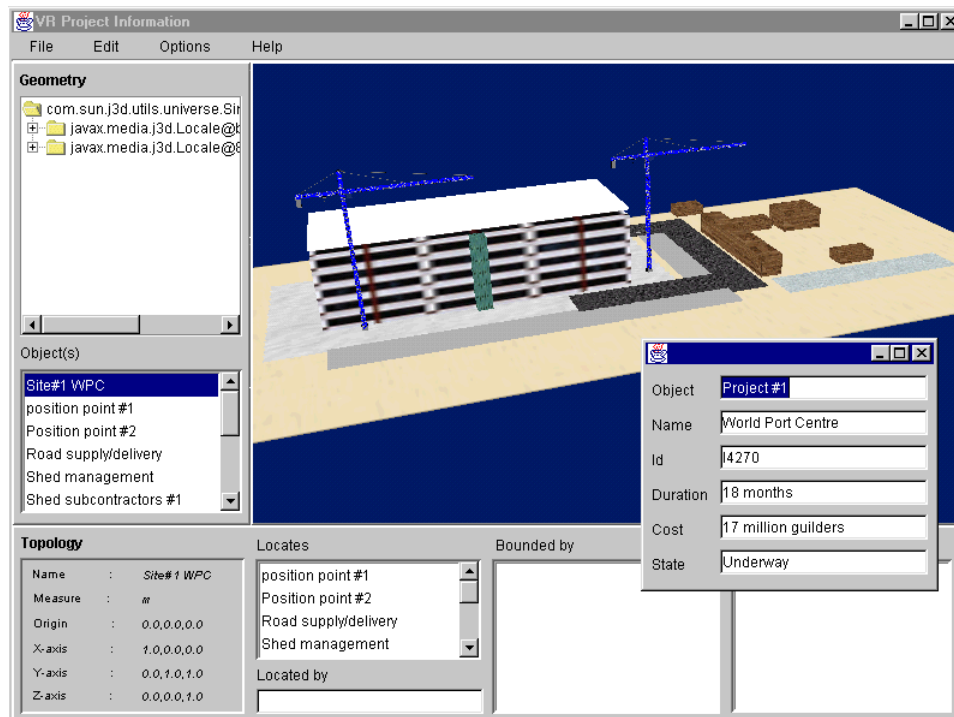 VR Project Information
File Edit Options Help
Geometry
com.sun.j3d.utils.universe.Sir
javax.media.j3d.Locale@b
javax.media.j3d.Locale@8
Object(s)
Site#1 WPC
position point #1
Position point #2
Road supply/delivery
Shed management
Shed subcontractors #1
Object Project #1
Name World Port Centre
Id I4270
Duration 18 months
Cost 17 million guilders
State Underway
Topology
Name : Site#1 WPC
Measure : m
Origin : 0.0,0.0,0.0
X-axis : 1.0,0.0,0.0
Y-axis : 0.0,1.0,1.0
Z-axis : 0.0,0.0,1.0
Locates
position point #1
Position point #2
Road supply/delivery
Shed management
Located by
Bounded by